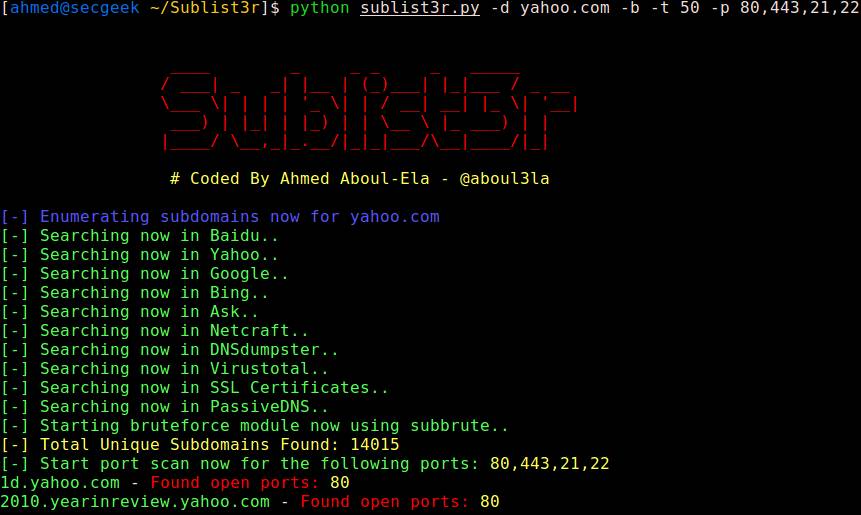 [ahmed@secgeek ~/Sublist3r]$ python sublist3r.py -d yahoo.com -b -t 50 -p 80,443,21,22
Sublist3r
# Coded By Ahmed Aboul-Ela - @aboul3la
[-] Enumerating subdomains now for yahoo.com
[-] Searching now in Baidu..
[-] Searching now in Yahoo..
[-] Searching now in Google..
[-] Searching now in Bing..
[-] Searching now in Ask..
[-] Searching now in Netcraft..
[-] Searching now in DNSdumpster..
[-] Searching now in Virustotal..
[-] Searching now in SSL Certificates..
[-] Searching now in PassiveDNS..
[-] Starting bruteforce module now using subbrute..
[-] Total Unique Subdomains Found: 14015
[-] Start port scan now for the following ports: 80,443,21,22
1d.yahoo.com - Found open ports: 80
2010.yearinreview.yahoo.com - Found open ports: 80